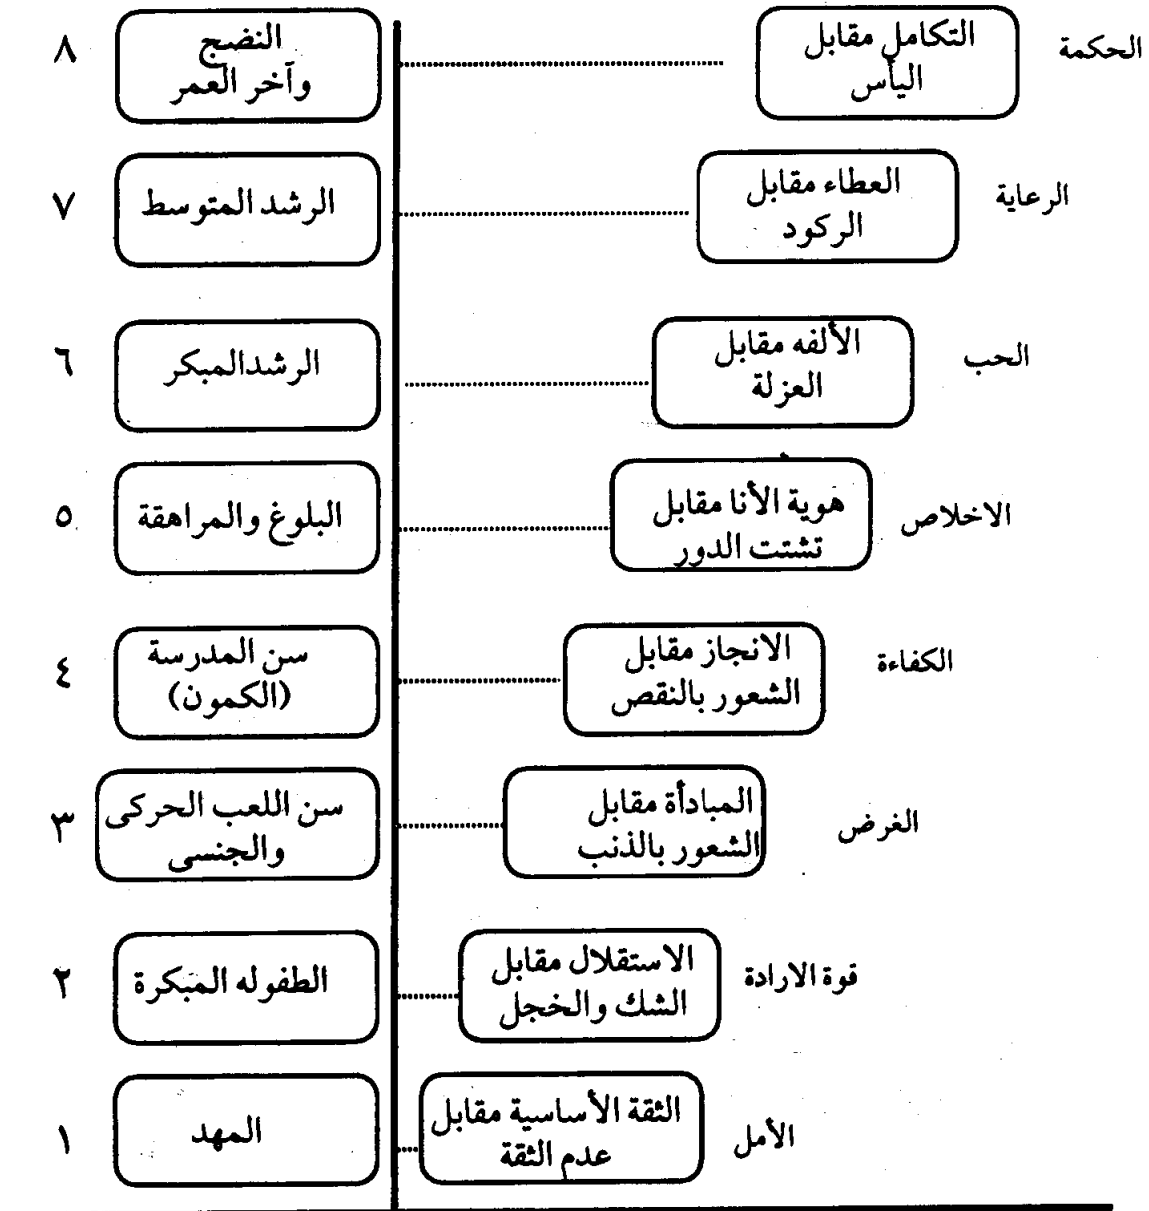 الحكمة
التكامل مقابل
اليأس
النضج
وآخر العمر
٨
الرعاية
العطاء مقابل
الركود
الرشد المتوسط
٧
الحب
الألفه مقابل
العزلة
الرشد المبكر
٦
الاخلاص
هوية الأنا مقابل
تشتت الدور
البلوغ والمراهقة
٥
الكفاءة
الانجاز مقابل
الشعور بالنقص
سن المدرسة
(الكمون)
٤
الغرض
المبادأة مقابل
الشعور بالذنب
سن اللعب الحركى
والجنسى
٣
قوة الارادة
الاستقلال مقابل
الشك والخجل
الطفوله المبكرة
٢
الأمل
الثقة الأساسية مقابل
عدم الثقة
المهد
١